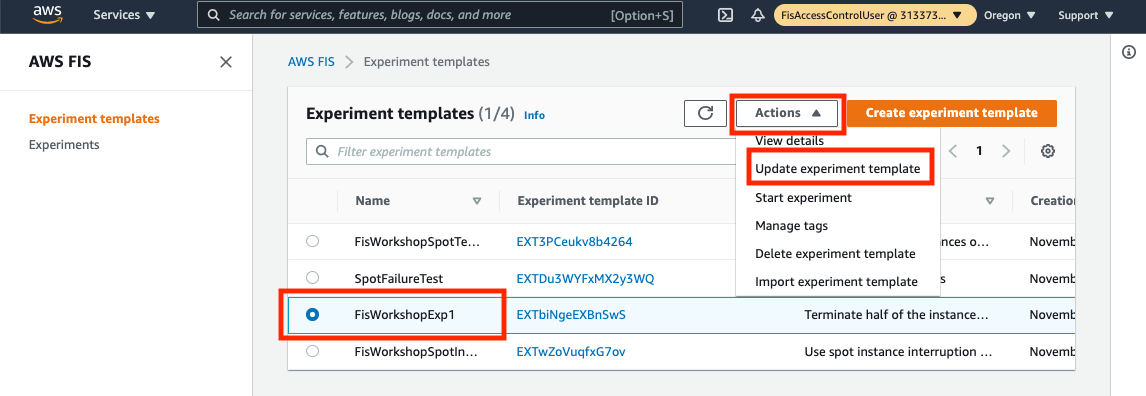 aws
Services
Search for services, features, blogs, docs, and more
[Option+S]
FisAccessControlUser @ 313373...
Oregon
Support
AWS FIS
Experiment templates
Experiments
AWS FIS
Experiment templates
Experiment templates (1/4)
Info
Actions
Create experiment template
Filter experiment templates
1
View details
Update experiment template
Start experiment
Manage tags
Delete experiment template
Import experiment template
Name
Experiment template ID
Creation
FisWorkshopSpotTe...
EXT3PCeukv8b4264
ances o...
Novemb
SpotFailureTest
EXTDu3WYFxMX2y3WQ
s
Novemb
FisWorkshopExp1
EXTbiNgeEXBnSwS
Terminate half of the instance...
Novemb
FisWorkshopSpotIn...
EXTwZoVuqfxG7ov
Use spot instance interruption ...
Novemb